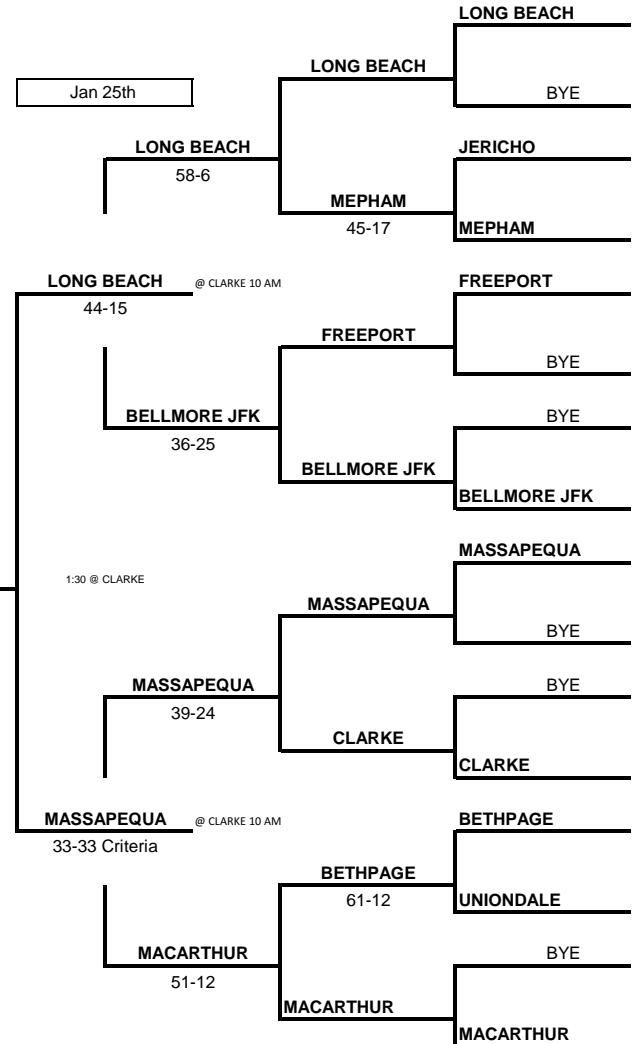 LONG BEACH
LONG BEACH
Jan 25th
BYE
LONG BEACH
JERICHO
58-6
MEPHAM
45-17
MEPHAM
LONG BEACH
@ CLARKE 10 AM
FREEPORT
44-15
FREEPORT
BYE
BELLMORE JFK
BYE
36-25
BELLMORE JFK
BELLMORE JFK
MASSAPEQUA
1:30 @ CLARKE
MASSAPEQUA
BYE
MASSAPEQUA
BYE
39-24
CLARKE
CLARKE
MASSAPEQUA
@ CLARKE 10 AM
BETHPAGE
33-33 Criteria
BETHPAGE
61-12
UNIONDALE
MACARTHUR
BYE
51-12
MACARTHUR
MACARTHUR